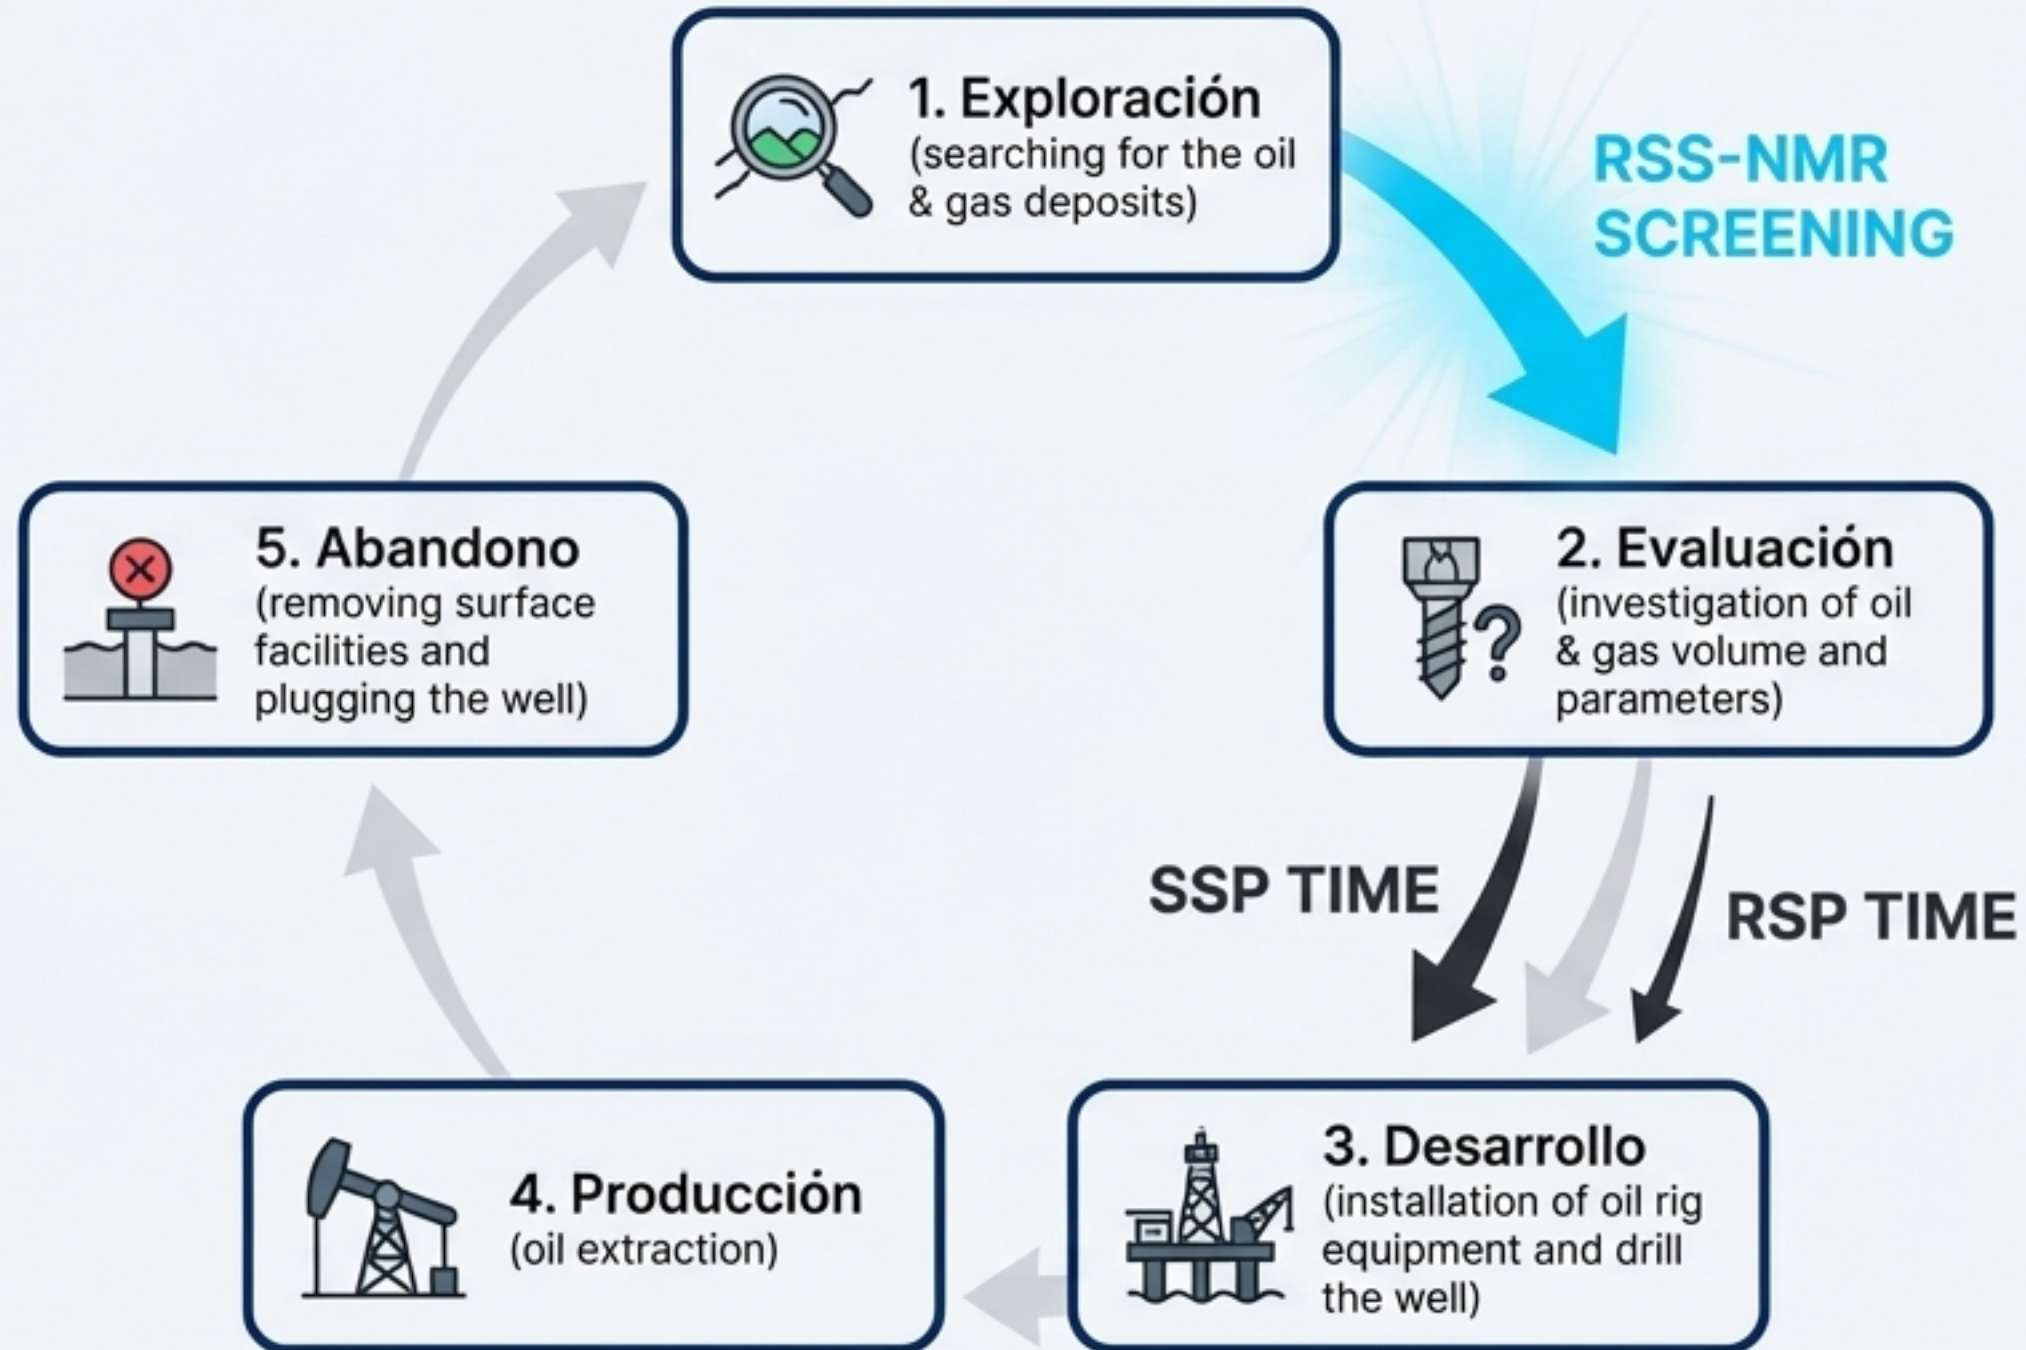 1. Exploración
(searching for the oil
& gas deposits)
RSS-NMR
SCREENING
2. Evaluación
(investigation of oil
& gas volume and
parameters)
SSP TIME
RSP TIME
3. Desarrollo
(installation of oil rig
equipment and drill
the well)
4. Producción
(oil extraction)
5. Abandono
(removing surface
facilities and
plugging the well)